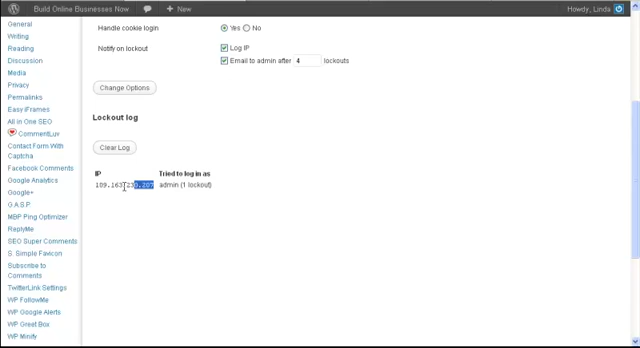 Build Online Businesses Now
+ New
Howdy, Linda
General
Writing
Reading
Discussion
Media
Privacy
Permalinks
Easy iFrames
All in One SEO
CommentLuv
Contact Form With
Captcha
Facebook Comments
Google Analytics
Google+
G.A.S.P.
MBP Ping Optimizer
ReplyMe
SEO Super Comments
S. Simple Favicon
Subscribe to
Comments
TwitterLink Settings
WP FollowMe
WP Google Alerts
WP Greet Box
WP Minify
Handle cookie login
Yes No
Notify on lockout
Log IP
Email to admin after 4 lockouts
Change Options
Lockout log
Clear Log
IP Tried to log in as
admin (1 lockout)